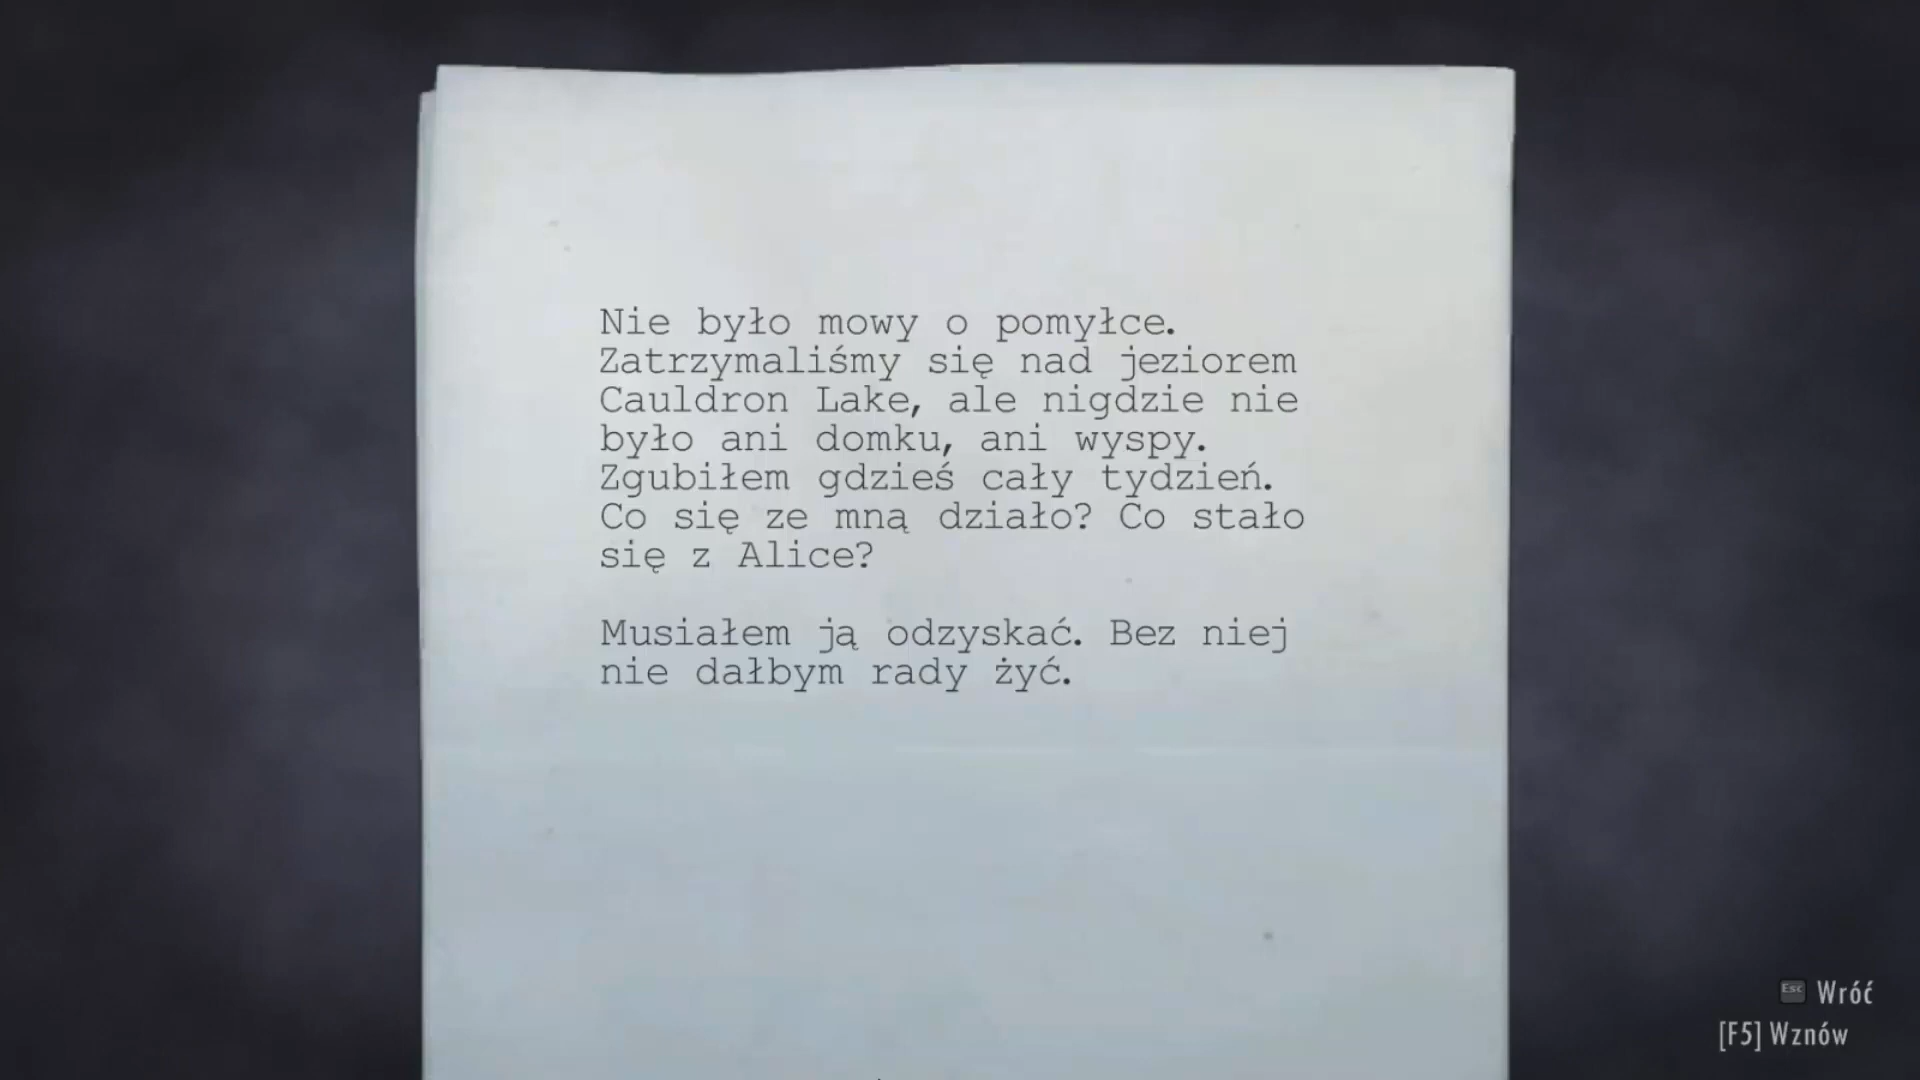 Nie było mowy o pomyłce.
Zatrzymaliśmy się nad jeziorem
Cauldron Lake, ale nigdzie nie
było ani domku, ani wyspy.
Zgubiłem gdzieś cały tydzień.
Co się ze mną działo? Co stało
się z Alice?
Musiałem ją odzyskać. Bez niej
nie dałbym rady żyć.
Esc Wróć
[F5] Wznów